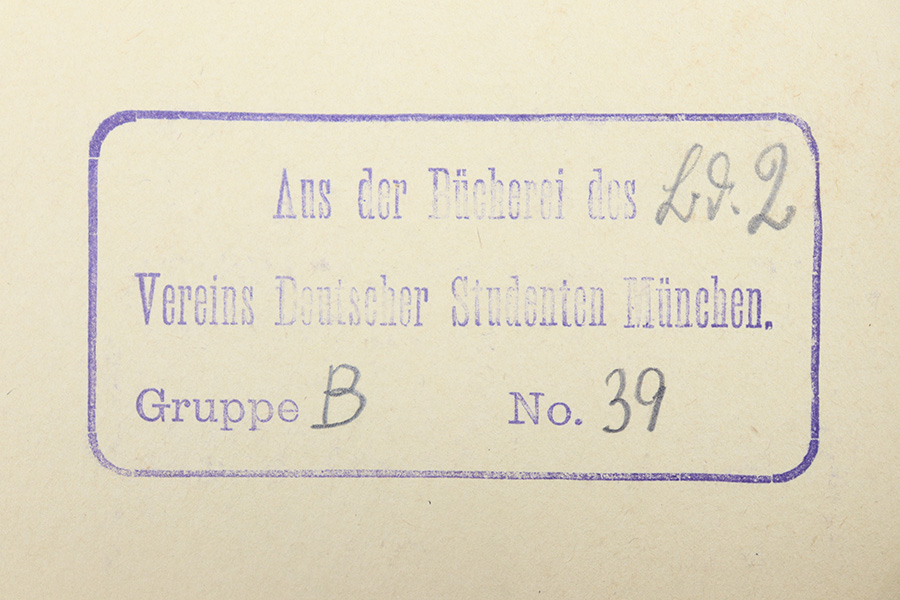 Aus der Bücherei des Ld. 2
Vereins Deutscher Studenten München.
Gruppe B No. 39